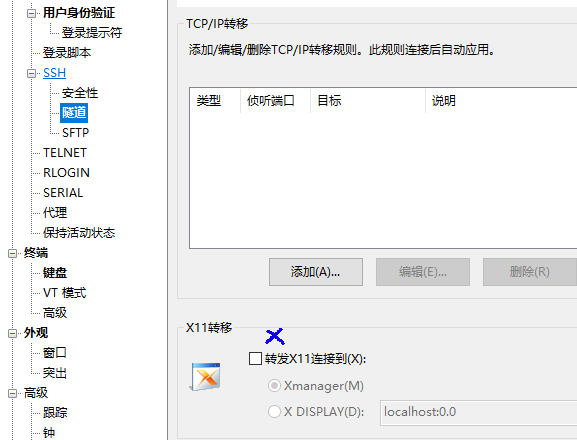 用户身份验证
登录提示符
登录脚本
SSH
安全性
隧道
SFTP
TELNET
RLOGIN
SERIAL
代理
保持活动状态
终端
键盘
VT 模式
高级
外观
窗口
突出
高级
跟踪
钟
TCP/IP转移
添加/编辑/删除TCP/IP转移规则。此规则连接后自动应用。
类型 侦听端口 目标 说明
添加(A)... 编辑(E)... 删除(R)
X11转移
转发X11连接到(X):
Xmanager(M)
X DISPLAY(D): localhost:0.0